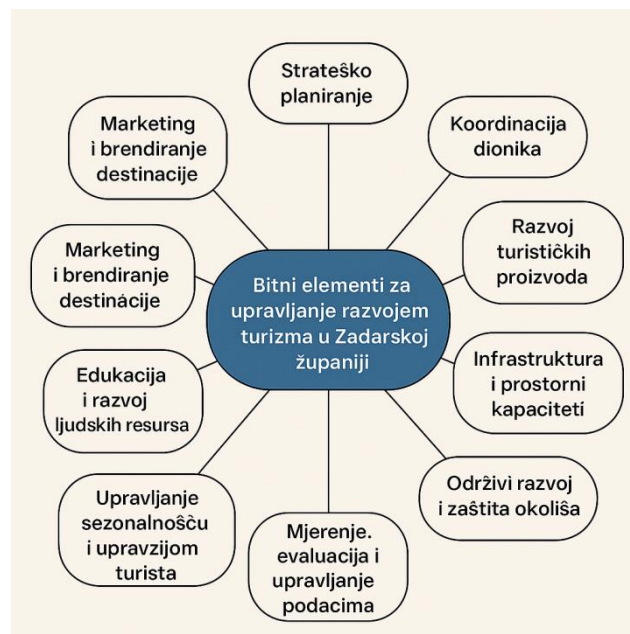 Strateško
planiranje
Koordinacija
dionika
Razvoj
turističkih
proizvoda
Infrastruktura
i prostorni
kapaciteti
Održivi razvoj
i zaštita okoliša
Mjerenje.
evaluacija i
upravljanje
podacima
Upravljanje
sezonalnošču
i upravzijom
turista
Edukacija
i razvoj
ljudskih resursa
Marketing
i brendiranje
destinácije
Marketing
i brendiranje
destinacije
Bitni elementi za
upravljanje razvojem
turizma u Zadarskoj
županiji